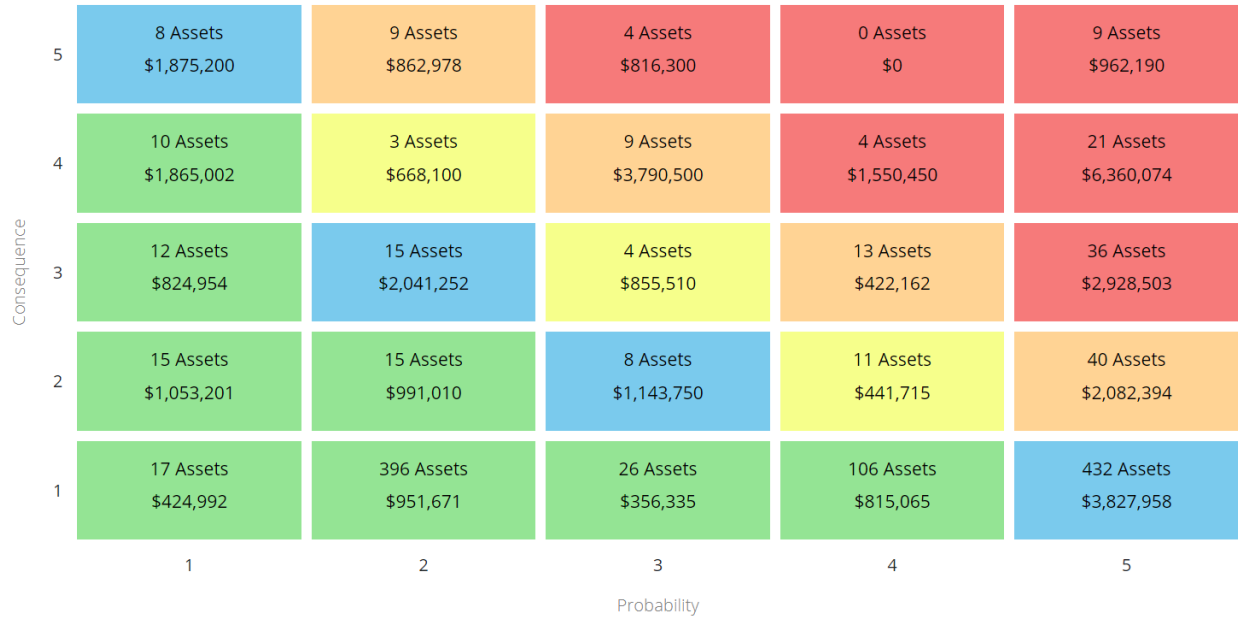 8 Assets
$1,875,200
9 Assets
$862,978
4 Assets
$816,300
0 Assets
$0
9 Assets
$962,190
5
10 Assets
$1,865,002
3 Assets
$668,100
9 Assets
$3,790,500
4 Assets
$1,550,450
21 Assets
$6,360,074
4
12 Assets
$824,954
15 Assets
$2,041,252
4 Assets
$855,510
13 Assets
$422,162
36 Assets
$2,928,503
3
Consequence
15 Assets
$1,053,201
15 Assets
$991,010
8 Assets
$1,143,750
11 Assets
$441,715
40 Assets
$2,082,394
2
17 Assets
$424,992
396 Assets
$951,671
26 Assets
$356,335
106 Assets
$815,065
432 Assets
$3,827,958
1
1
2
3
4
5
Probability